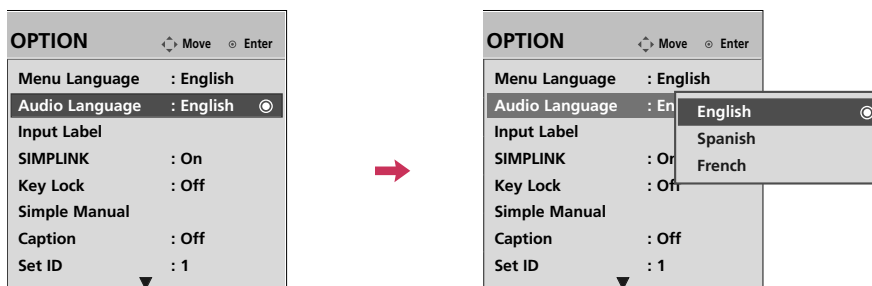 OPTION Move Enter
Menu Language : English
Audio Language : English
Input Label
SIMPLINK : On
Key Lock : Off
Simple Manual
Caption : Off
Set ID : 1
OPTION Move Enter
Menu Language : English
Audio Language : En
Input Label
SIMPLINK : On
Key Lock : Off
Simple Manual
Caption : Off
Set ID : 1
English
Spanish
French